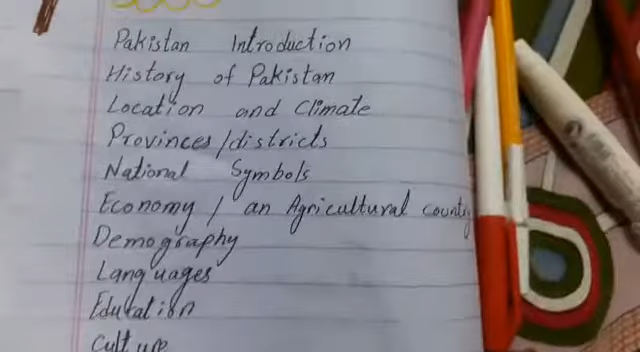 Pakistan Introduction
History of Pakistan
Location and Climate
Provinces/districts
National Symbols
Economy/ an Agricultural country
Demography
Languages
Education
Culture